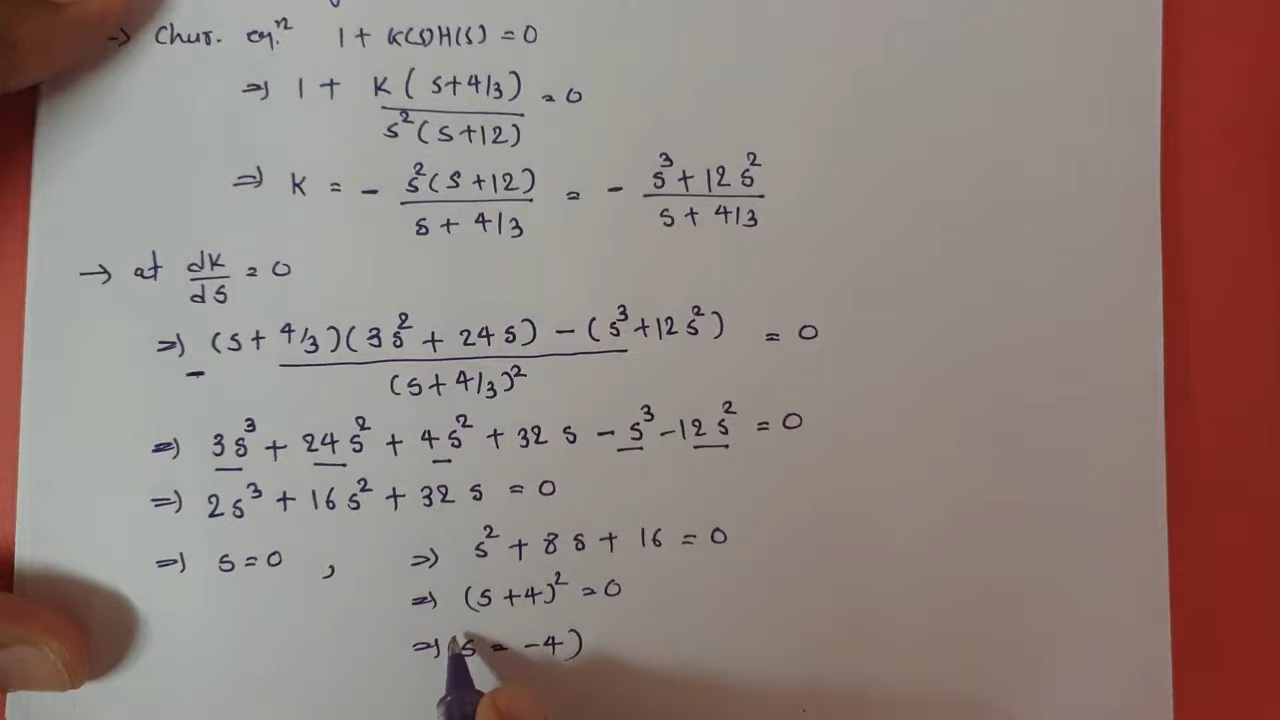 → Char. eqⁿ 1 + K(s)H(s) = 0
⇒ 1 + K(s+4/3) / s²(s+12) = 0
⇒ K = - s²(s+12) / s+4/3 = - s³+12s² / s+4/3
→ at dK/ds = 0
⇒ - (s+4/3)(3s²+24s) - (s³+12s²) / (s+4/3)² = 0
⇒ 3s³ + 24s² + 4s² + 32s - s³ - 12s² = 0
⇒ 2s³ + 16s² + 32s = 0
⇒ s=0 , ⇒ s² + 8s + 16 = 0
⇒ (s+4)² = 0
⇒ (s = -4)